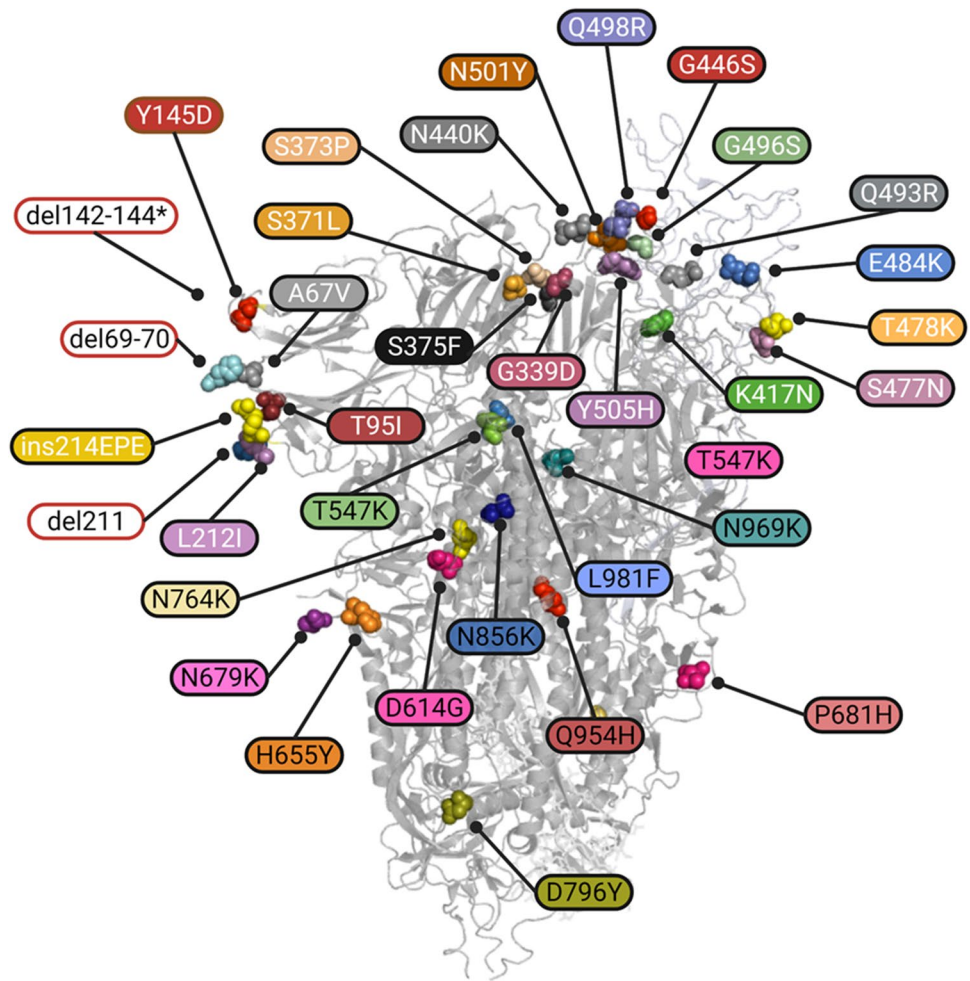 Q498R
N501Y
G446S
Y145D
N440K
S373P
G496S
Q493R
del142-144*
S371L
E484K
A67V
T478K
del69-70
S375F
G339D
S477N
K417N
Y505H
T95I
ins214EPE
T547K
T547K
del211
L212I
N969K
L981F
N764K
N856K
N679K
D614G
P681H
Q954H
H655Y
D796Y